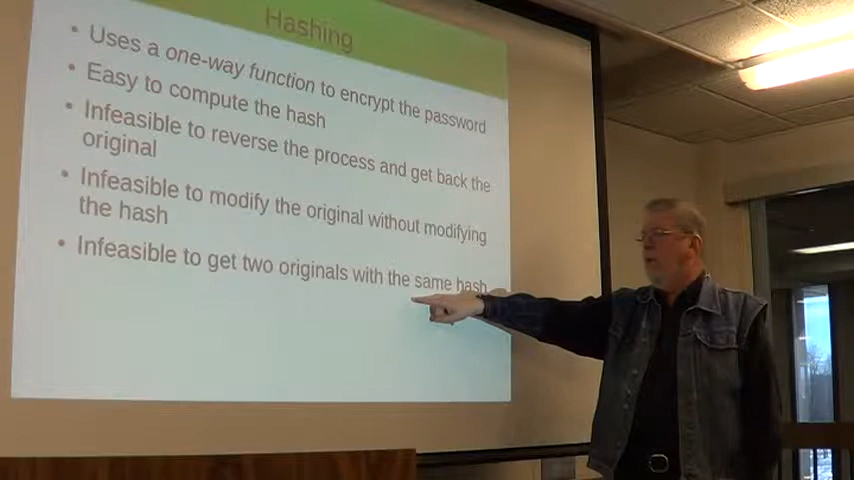 Hashing
Uses a one-way function to encrypt the password
Easy to compute the hash
Infeasible to reverse the process and get back the
original
Infeasible to modify the original without modifying
the hash
Infeasible to get two originals with the same hash